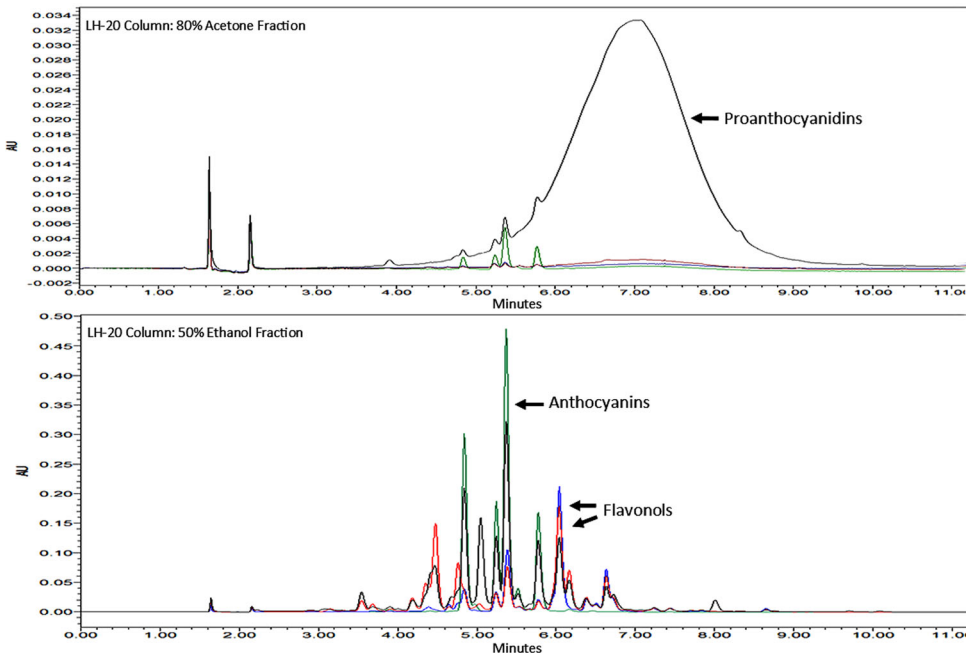 LH-20 Column: 80% Acetone Fraction
0.034
0.032
0.030
0.028
0.026
0.024
0.022
0.020
0.018
0.016
0.014
0.012
0.010
0.008
0.006
0.004
0.002
0.000
-0.002
AU
Proanthocyanidins
0.00 1.00 2.00 3.00 4.00 5.00 6.00 7.00 8.00 9.00 10.00 11.0
Minutes
LH-20 Column: 50% Ethanol Fraction
0.50
0.45
0.40
0.35
0.30
0.25
0.20
0.15
0.10
0.05
0.00
AU
Anthocyanins
Flavonols
0.00 1.00 2.00 3.00 4.00 5.00 6.00 7.00 8.00 9.00 10.00 11.0
Minutes